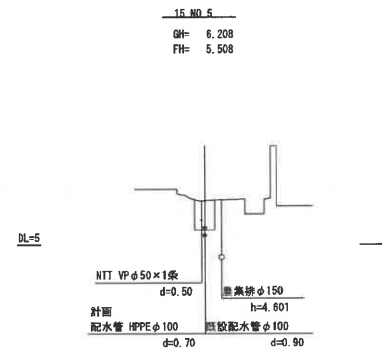 15 NO 5
GH= 6.208
FH= 5.508
DL=5
NTT VPφ50×1条
d=0.50
農集排φ150
h=4.601
計画
配水管 HPPEφ100
既設配水管φ100
d=0.70
d=0.90